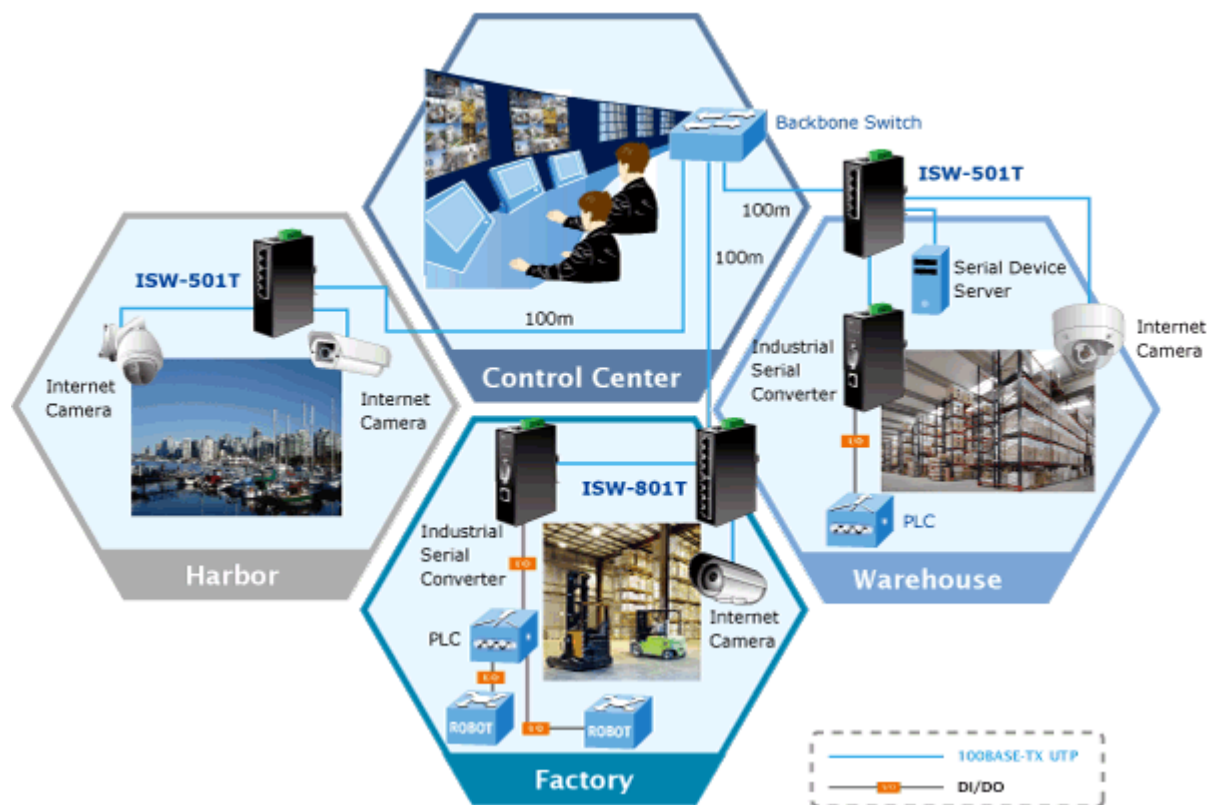 Backbone Switch
ISW-501T
100m
100m
Serial Device
Server
Internet
Camera
Industrial
Serial
Converter
I/O
PLC
Warehouse
ISW-501T
100m
Internet
Camera
Internet
Camera
Harbor
Control Center
ISW-801T
Industrial
Serial
Converter
I/O
Internet
Camera
PLC
I/O
ROBOT
I/O
ROBOT
Factory
100BASE-TX UTP
I/O
DI/DO